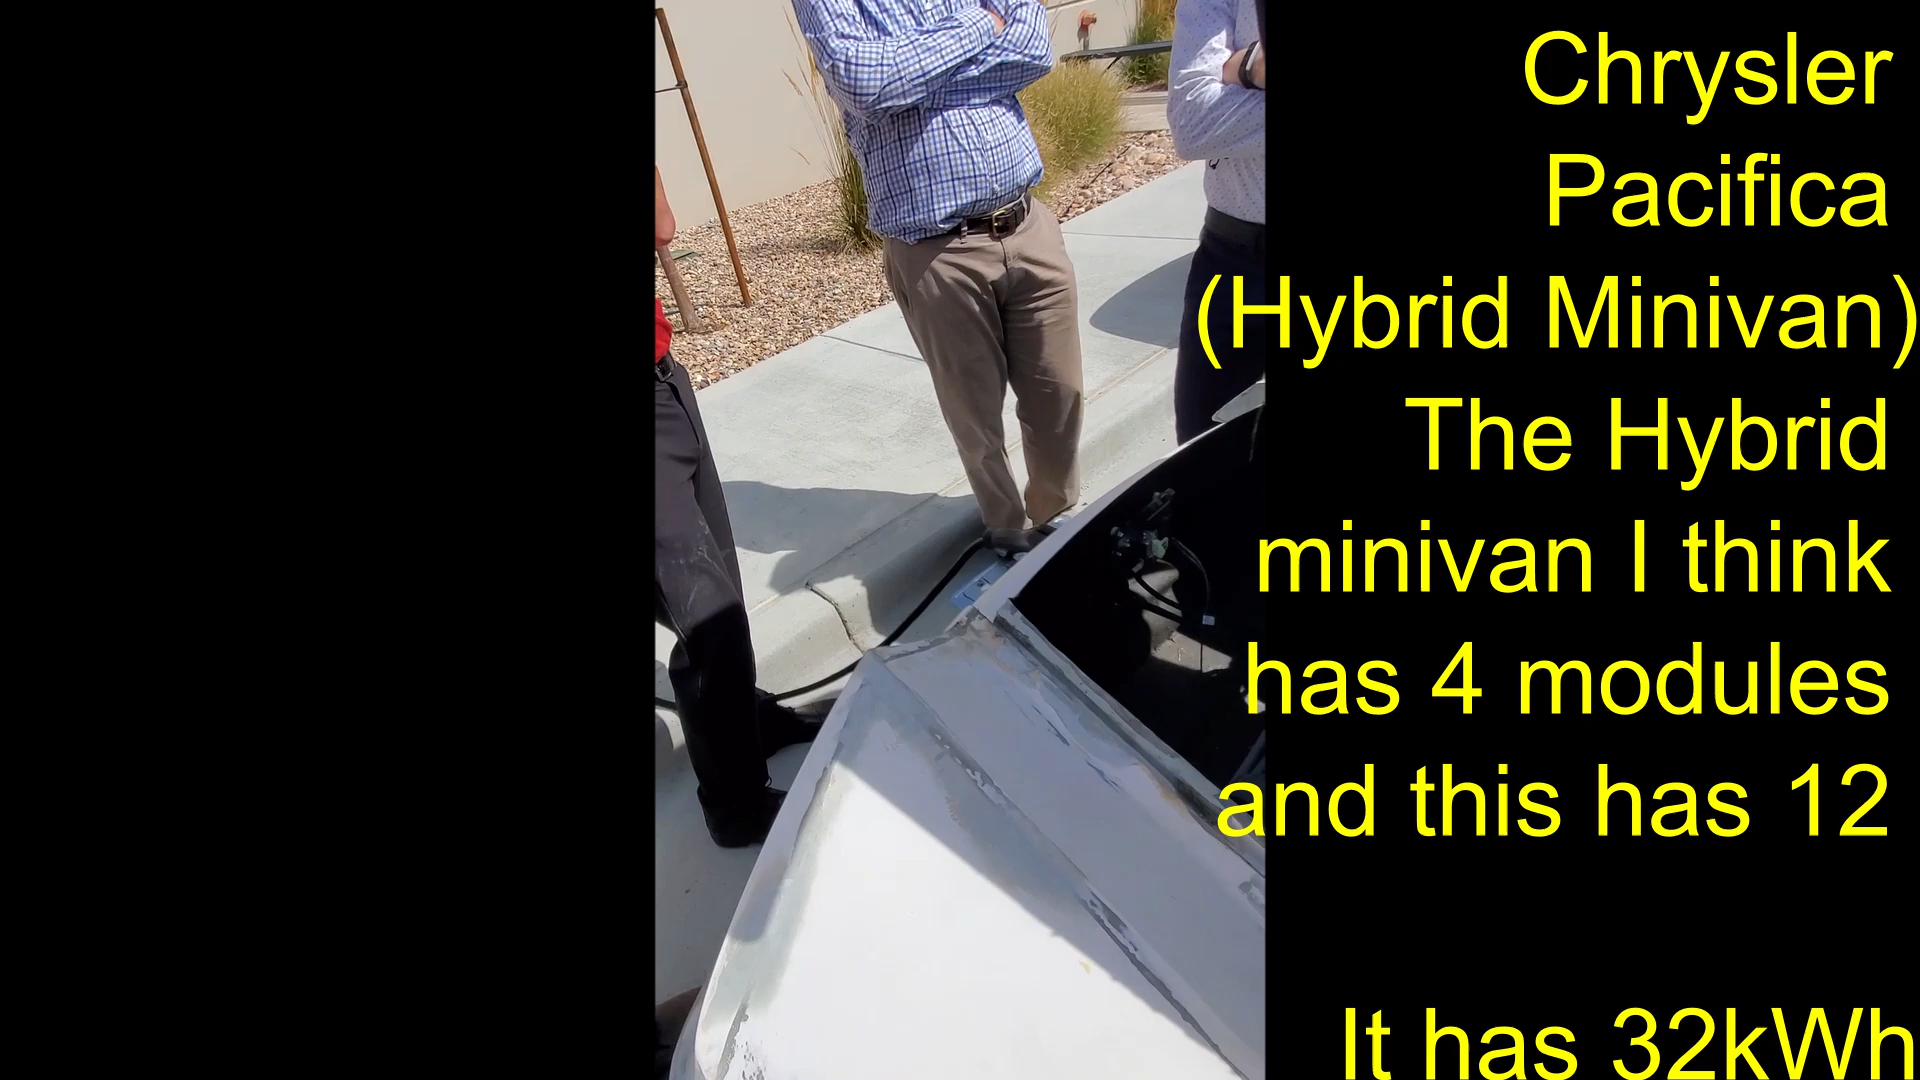 Chrysler
Pacifica
(Hybrid Minivan)
The Hybrid
minivan I think
has 4 modules
and this has 12
It has 32kWh